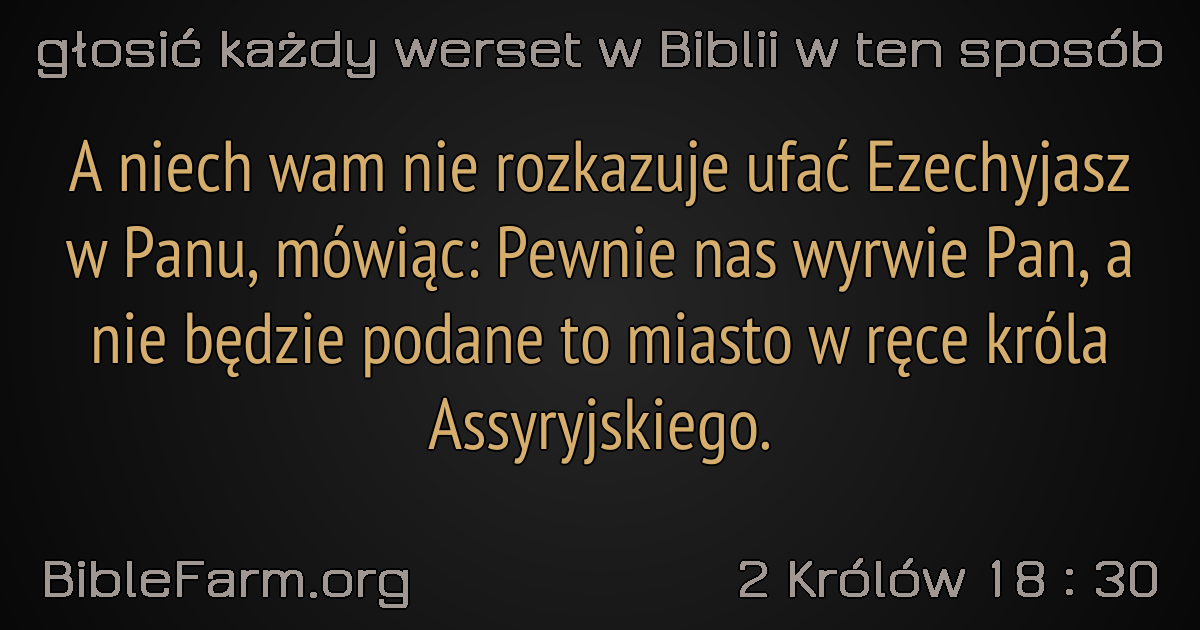 głosić każdy werset w Biblii w ten sposób
A niech wam nie rozkazuje ufać Ezechyjasz
w Panu, mówiąc: Pewnie nas wyrwie Pan, a
nie będzie podane to miasto w ręce króla
Assyryjskiego.
BibleFarm.org
2 Królów 18 : 30